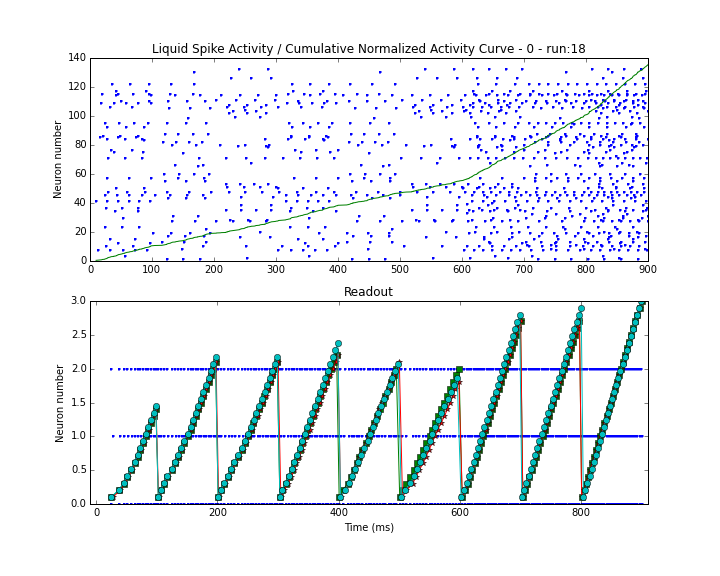 Liquid Spike Activity / Cumulative Normalized Activity Curve - 0 - run:18
140
120
100
80
60
40
20
0
Neuron number
0 100 200 300 400 500 600 700 800 900
Readout
3.0
2.5
2.0
1.5
1.0
0.5
0.0
Neuron number
0 200 400 600 800
Time (ms)